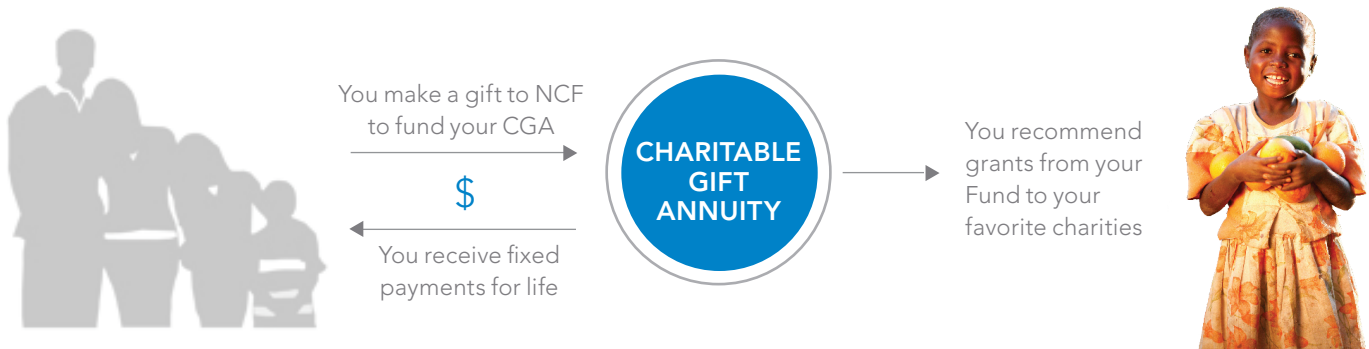 You make a gift to NCF
to fund your CGA
$
You receive fixed
payments for life
CHARITABLE
GIFT
ANNUITY
You recommend
grants from your
Fund to your
favorite charities